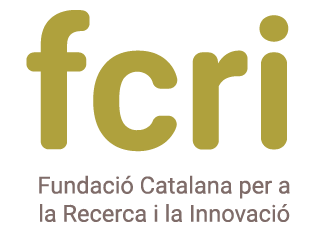 fcri
Fundació Catalana per a
la Recerca i la Innovació